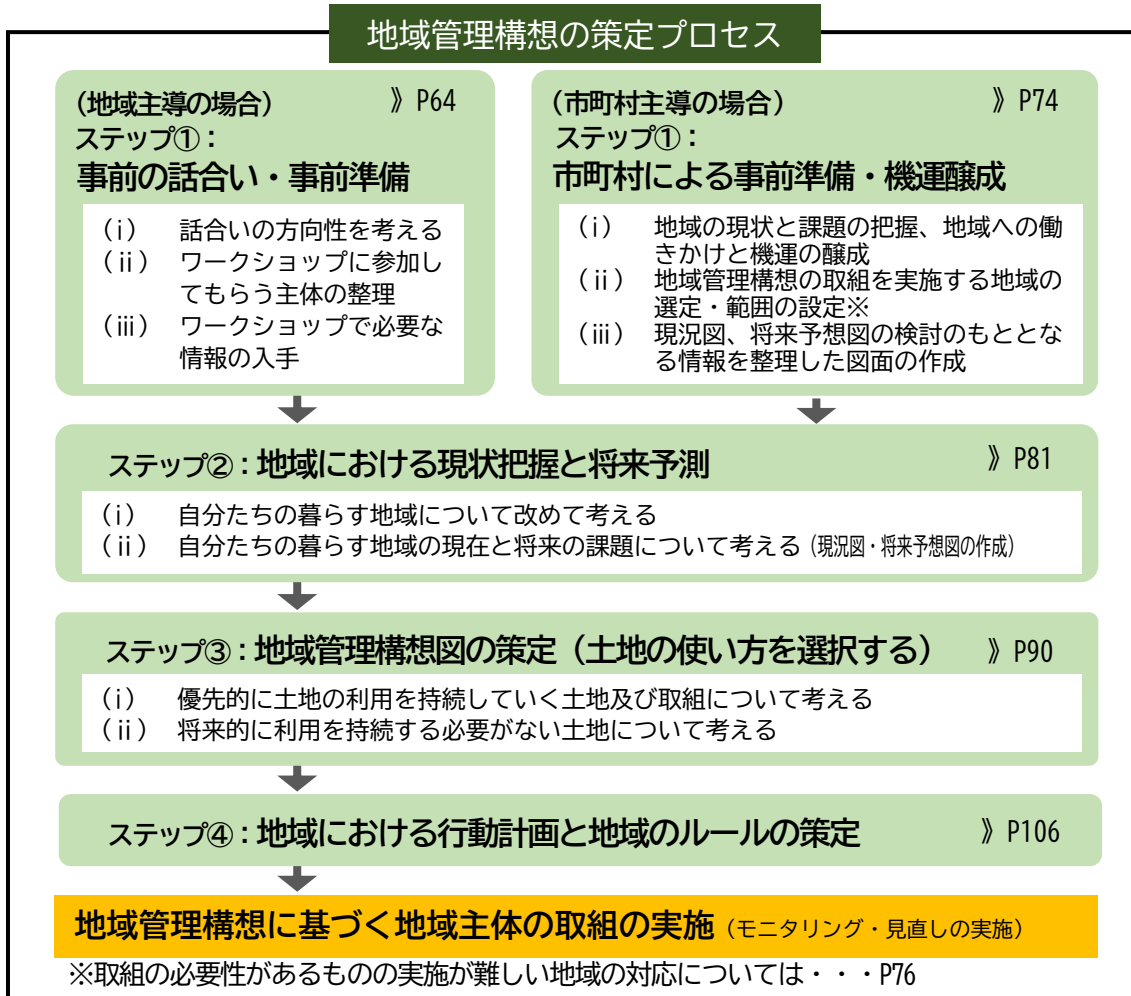 地域管理構想の策定プロセス
(地域主導の場合) 》P64
ステップ①:
事前の話合い・事前準備
(ⅰ) 話合いの方向性を考える
(ⅱ) ワークショップに参加し
てもらう主体の整理
(ⅲ) ワークショップで必要な
情報の入手
(市町村主導の場合) 》P74
ステップ①:
市町村による事前準備・機運醸成
(ⅰ) 地域の現状と課題の把握、地域への働
きかけと機運の醸成
(ⅱ) 地域管理構想の取組を実施する地域の
選定・範囲の設定※
(ⅲ) 現況図、将来予想図の検討のもととな
る情報を整理した図面の作成
ステップ②:地域における現状把握と将来予測 》P81
(ⅰ) 自分たちの暮らす地域について改めて考える
(ⅱ) 自分たちの暮らす地域の現在と将来の課題について考える(現況図・将来予想図の作成)
ステップ③:地域管理構想図の策定(土地の使い方を選択する) 》P90
(ⅰ) 優先的に土地の利用を持続していく土地及び取組について考える
(ⅱ) 将来的に利用を持続する必要がない土地について考える
ステップ④:地域における行動計画と地域のルールの策定 》P106
地域管理構想に基づく地域主体の取組の実施(モニタリング・見直しの実施)
※取組の必要性があるものの実施が難しい地域の対応については・・・P76